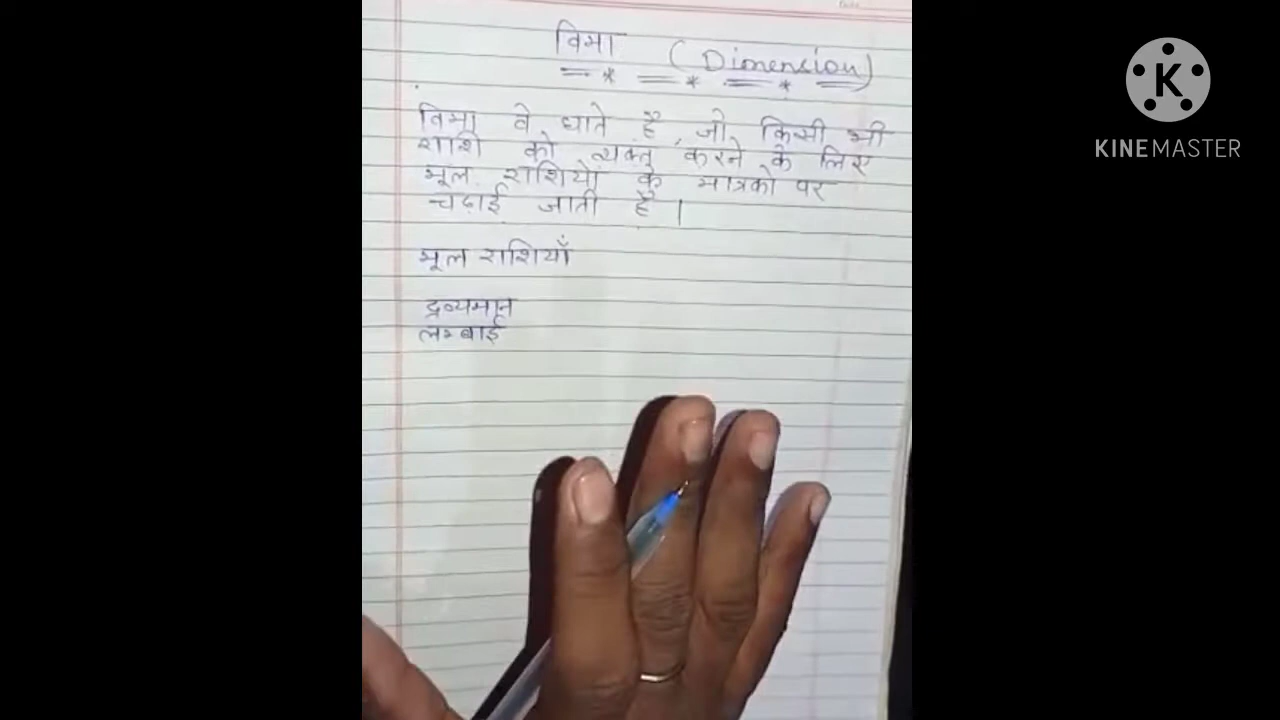 विमा (Dimension)
विमा वे घाते है, जो किसी भी
राशि को व्यक्त करने के लिए
मूल राशियों के मात्रको पर
चढ़ाई जाती है।
मूल राशियाँ
द्रव्यमान
लम्बाई
K
KINEMASTER